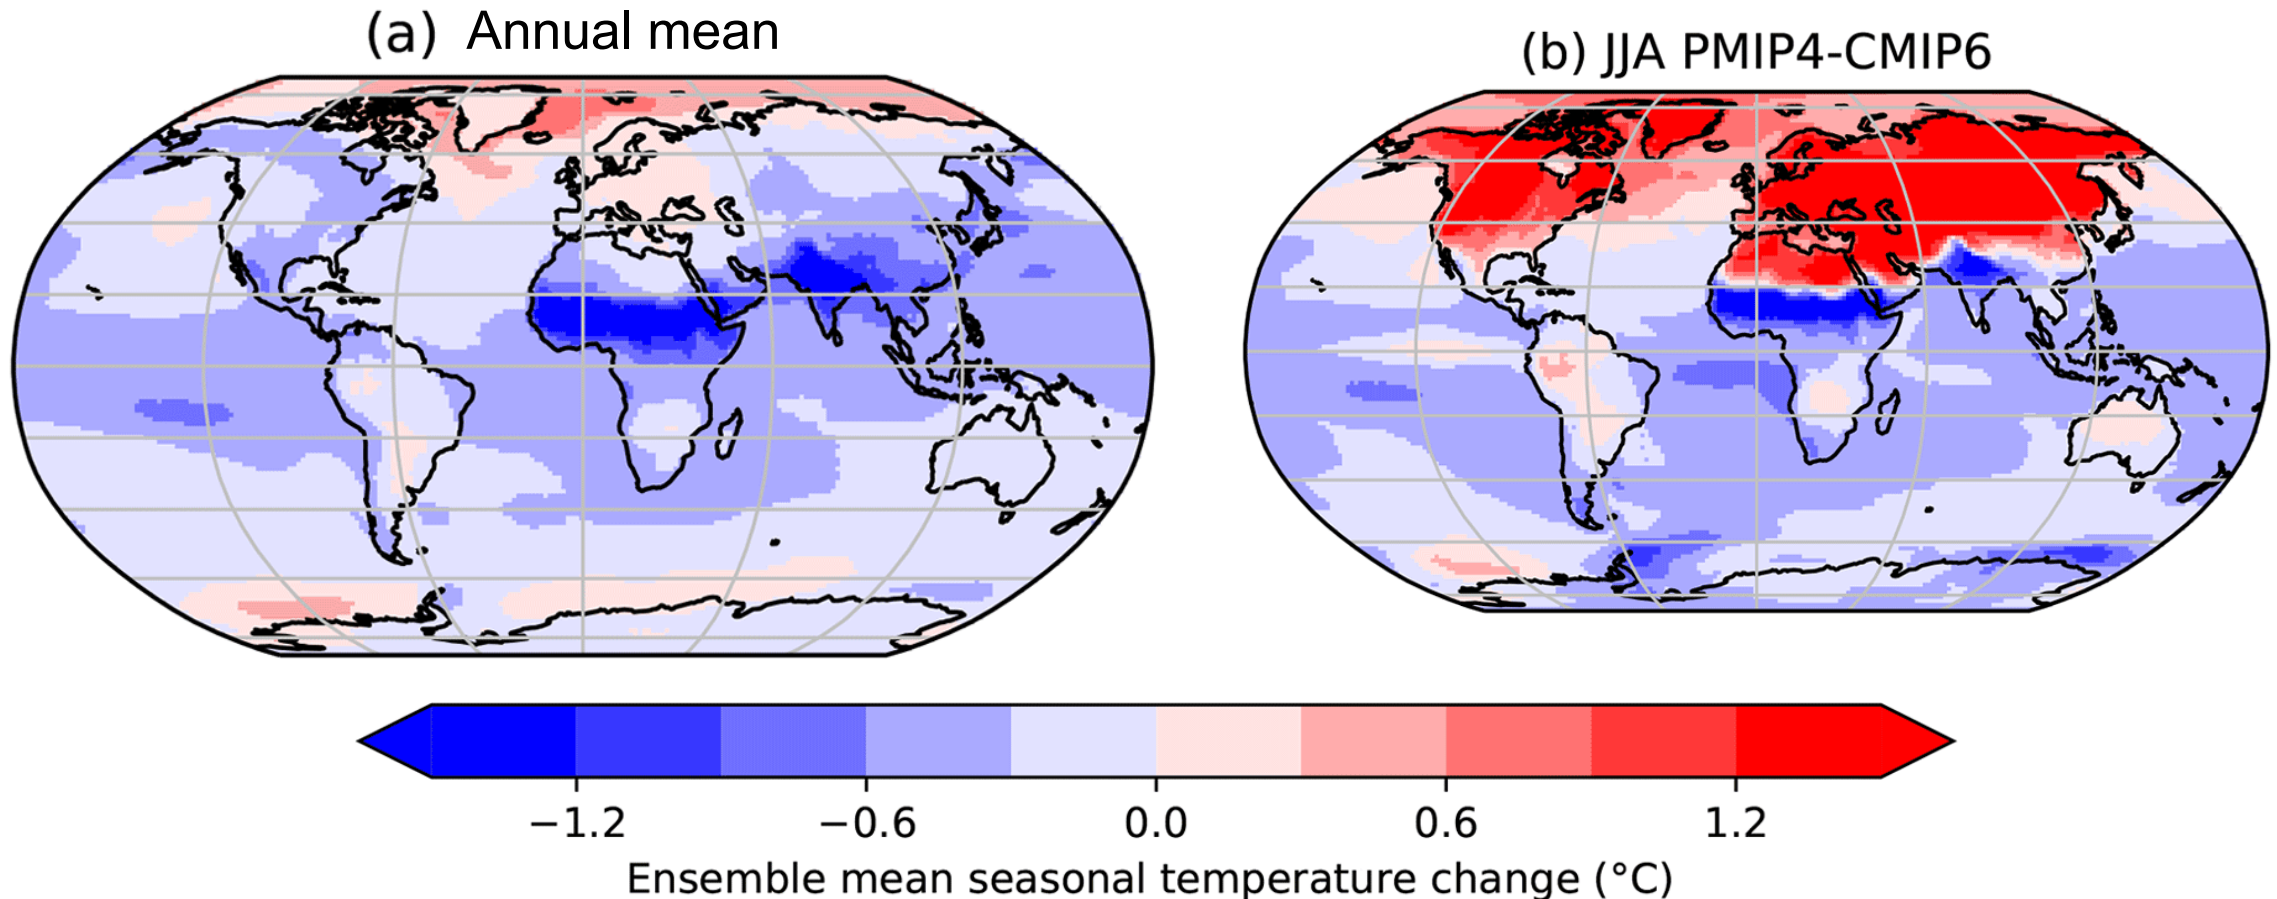 (a) Annual mean
(b) JJA PMIP4-CMIP6
−1.2 −0.6 0.0 0.6 1.2
Ensemble mean seasonal temperature change (°C)